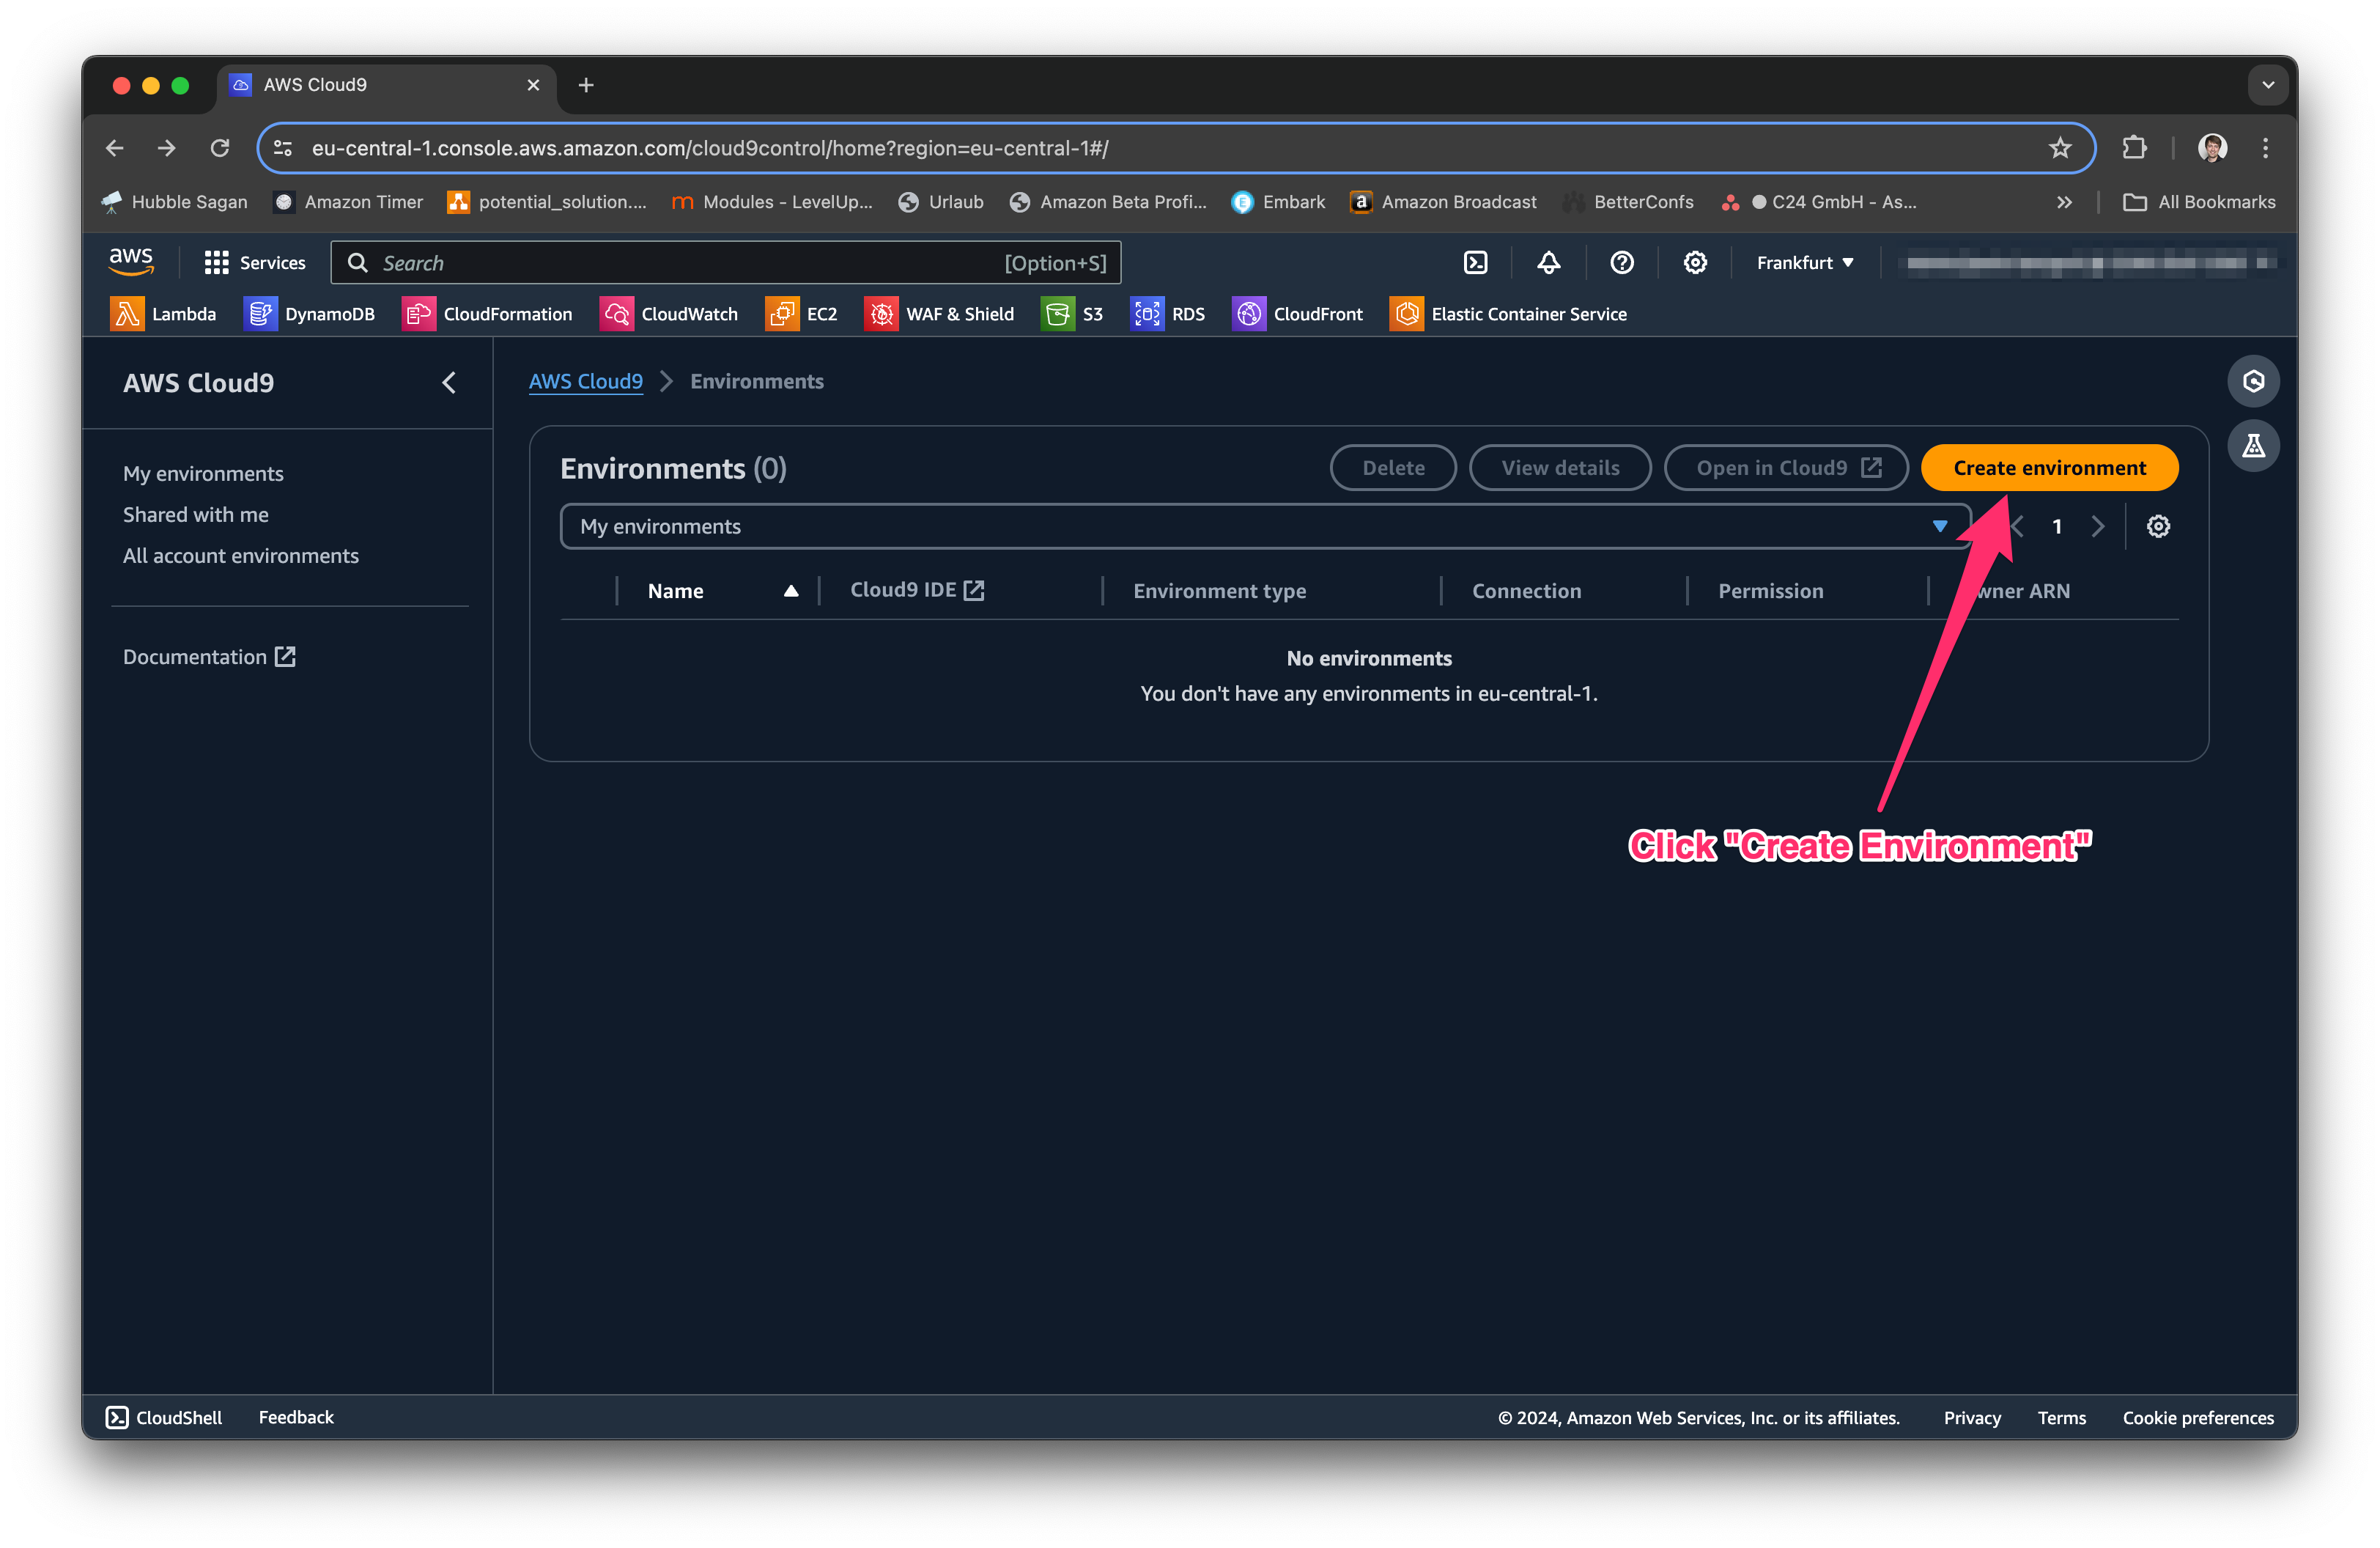 AWS Cloud9
eu-central-1.console.aws.amazon.com/cloud9control/home?region=eu-central-1#/
Hubble Sagan Amazon Timer potential_solution.... Modules - LevelUp... Urlaub Amazon Beta Profi... Embark Amazon Broadcast BetterConfs C24 GmbH - As... All Bookmarks
aws Services Search [Option+S] Frankfurt
Lambda DynamoDB CloudFormation CloudWatch EC2 WAF & Shield S3 RDS CloudFront Elastic Container Service
AWS Cloud9
My environments
Shared with me
All account environments
Documentation
AWS Cloud9 Environments
Environments (0) Delete View details Open in Cloud9 Create environment
My environments 1
Name Cloud9 IDE Environment type Connection Permission wner ARN
No environments
You don't have any environments in eu-central-1.
Click "Create Environment"
CloudShell Feedback © 2024, Amazon Web Services, Inc. or its affiliates. Privacy Terms Cookie preferences